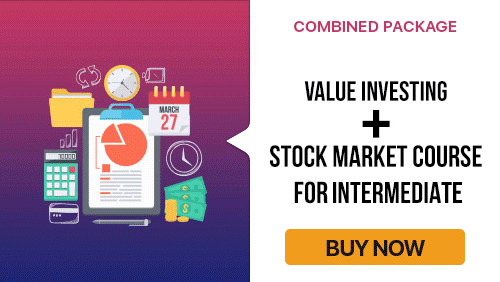 COMBINED PACKAGE
MARCH
27
VALUE INVESTING
+
STOCK MARKET COURSE
FOR INTERMEDIATE
BUY NOW